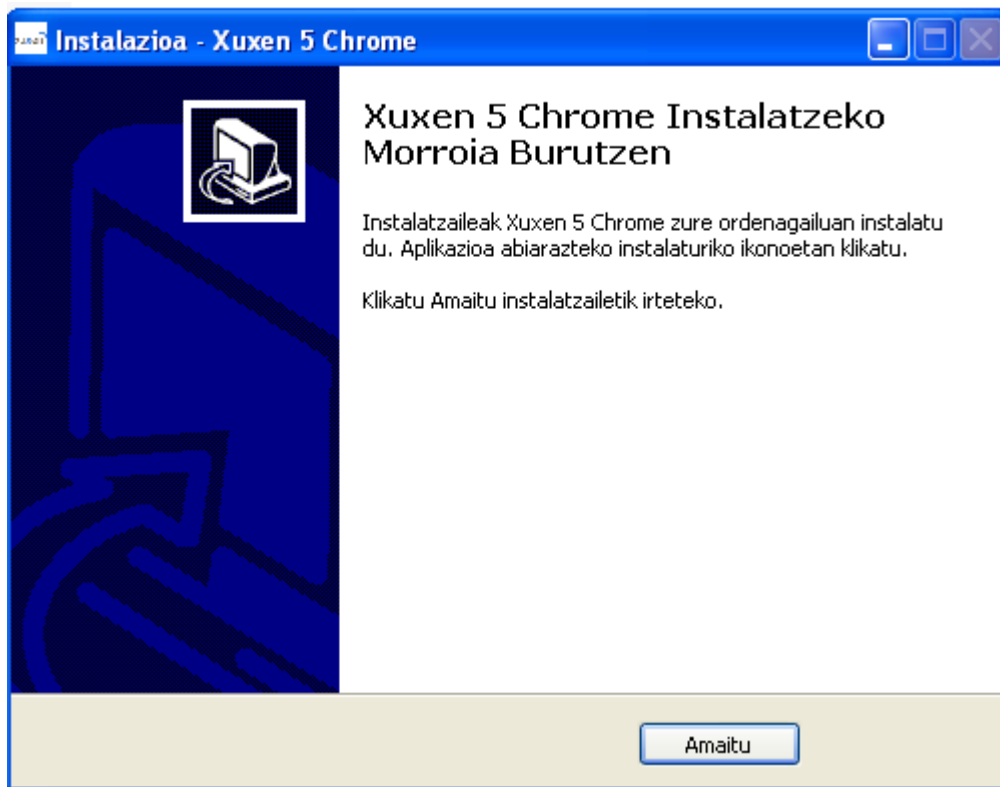 Instalazioa - Xuxen 5 Chrome
Xuxen 5 Chrome Instalatzeko
Morroia Burutzen
Instalatzaileak Xuxen 5 Chrome zure ordenagailuan instalatu
du. Aplikazioa abiarazteko instalaturiko ikonoetan klikatu.
Klikatu Amaitu instalatzailetik irteteko.
Amaitu